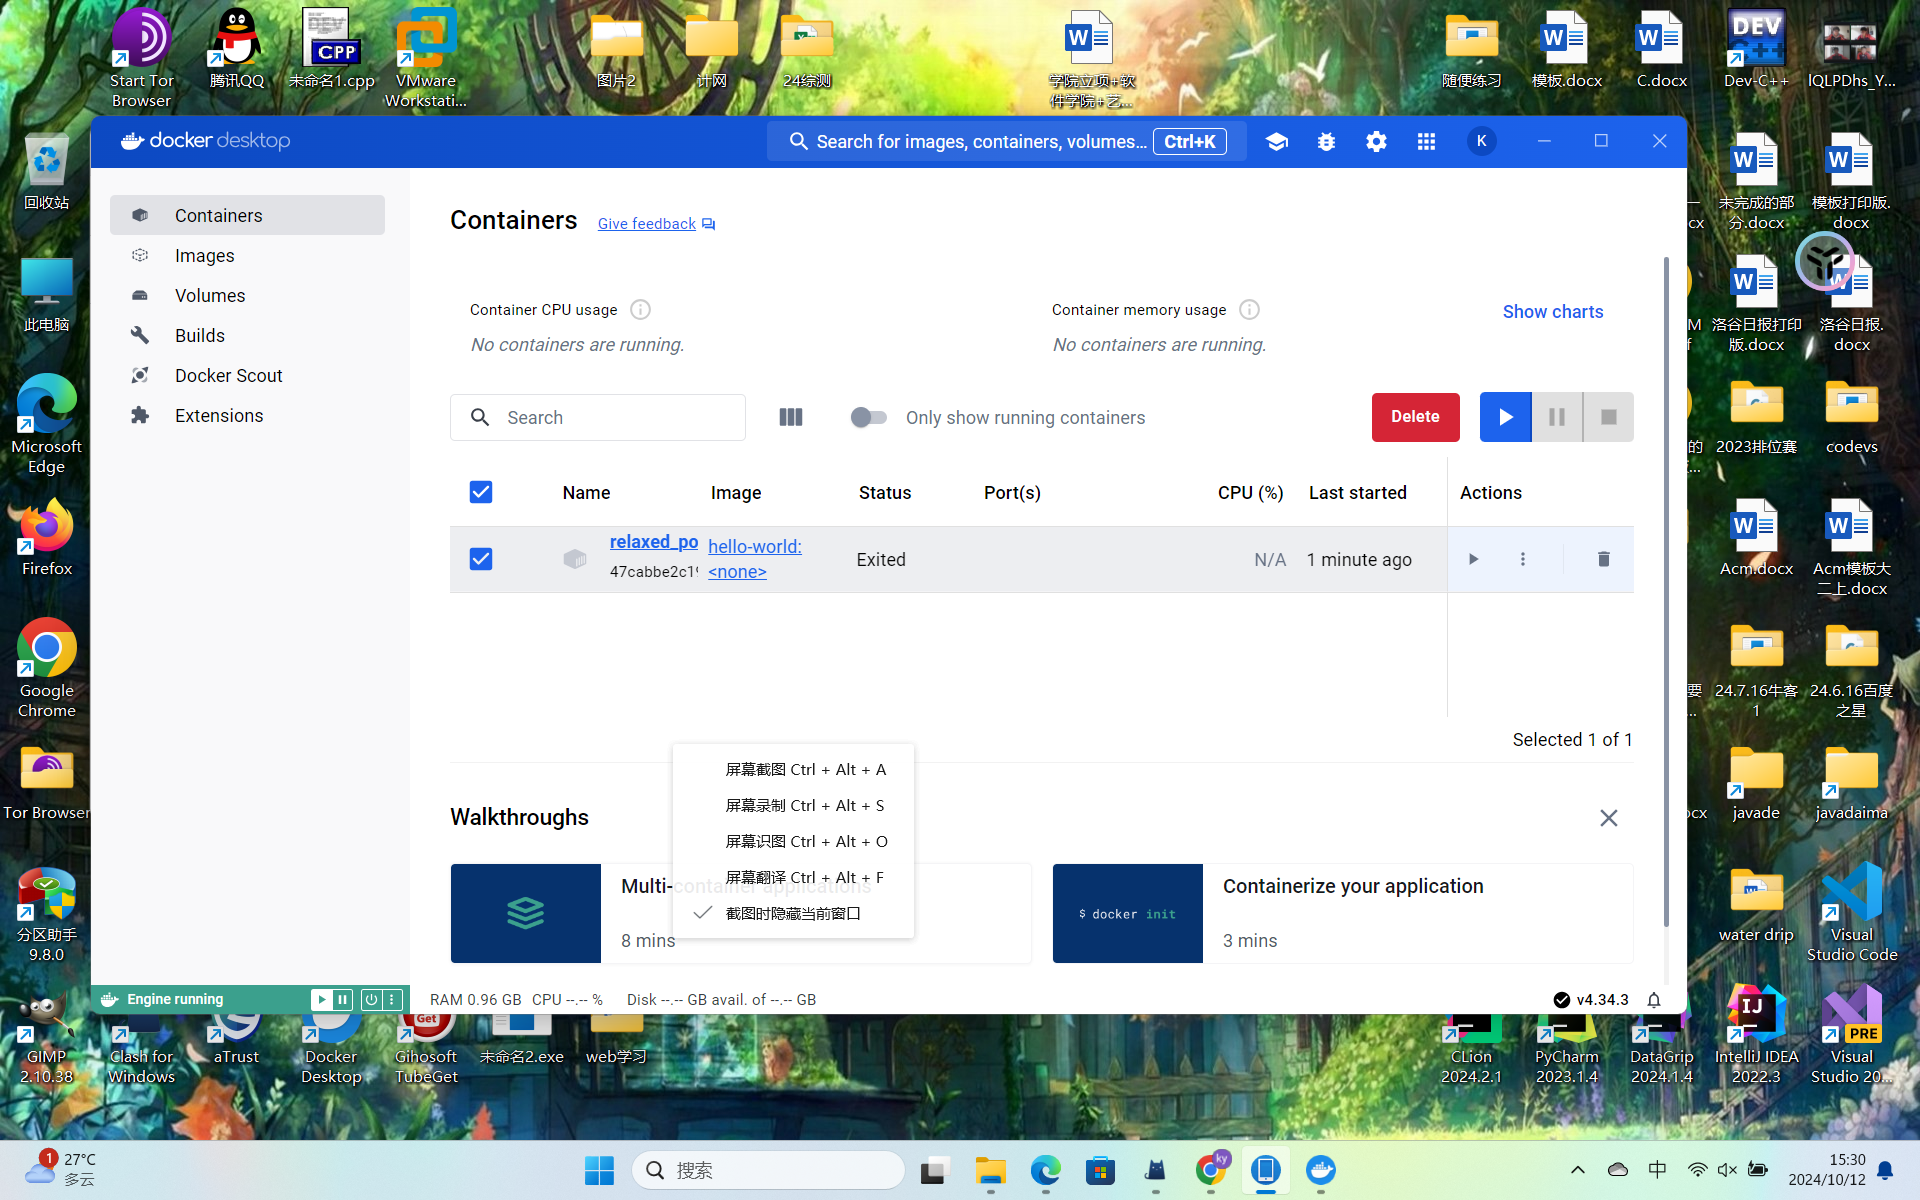 Start Tor
Browser
腾讯QQ
CPP
未命名1.cpp
VMware
Workstati...
图片2
计网
24综测
学院立项+软
件学院+艺...
随便练习
模板.docx
C.docx
DEV
C++
Dev-C++
lQLPDhs_Y...
docker desktop
Search for images, containers, volumes...
Ctrl+K
K
回收站
此电脑
Microsoft
Edge
Firefox
Google
Chrome
Tor Browser
分区助手
9.8.0
GIMP
2.10.38
Containers
Images
Volumes
Builds
Docker Scout
Extensions
Containers
Give feedback
Container CPU usage
No containers are running.
Container memory usage
No containers are running.
Show charts
Search
Only show running containers
Delete
Name
Image
Status
Port(s)
CPU (%)
Last started
Actions
relaxed_po
47cabbe2c1
hello-world:
<none>
Exited
N/A
1 minute ago
Selected 1 of 1
Walkthroughs
屏幕截图 Ctrl + Alt + A
屏幕录制 Ctrl + Alt + S
屏幕识图 Ctrl + Alt + O
屏幕翻译 Ctrl + Alt + F
截图时隐藏当前窗口
Multi-container applications
8 mins
$ docker init
Containerize your application
3 mins
Engine running
RAM 0.96 GB
CPU --.-- %
Disk --.-- GB avail. of --.-- GB
v4.34.3
未完成的部
分.docx
模板打印版.
docx
洛谷日报打印
版.docx
洛谷日报.
docx
2023排位赛
codevs
Acm.docx
Acm模板大
二上.docx
24.7.16牛客
1
24.6.16百度
之星
javade
javadaima
water drip
Visual
Studio Code
Clash for
Windows
aTrust
Docker
Desktop
Get
Gihosoft
TubeGet
未命名2.exe
web学习
CLion
2024.2.1
PyCharm
2023.1.4
DataGrip
2024.1.4
IJ
IntelliJ IDEA
2022.3
PRE
Visual
Studio 20...
1
27°C
多云
搜索
ky
中
15:30
2024/10/12